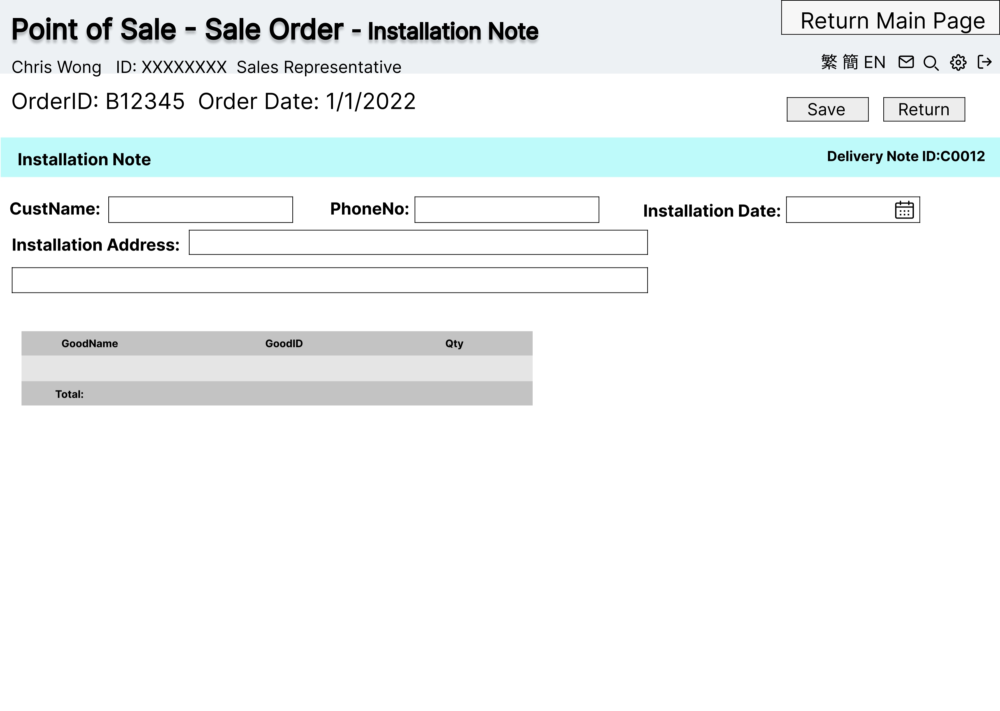 Point of Sale - Sale Order - Installation Note
Return Main Page
Chris Wong ID: XXXXXXXX Sales Representative
繁 簡 EN
OrderID: B12345 Order Date: 1/1/2022
Save Return
Installation Note
Delivery Note ID:C0012
CustName: PhoneNo: Installation Date:
Installation Address:
GoodName GoodID Qty
Total: